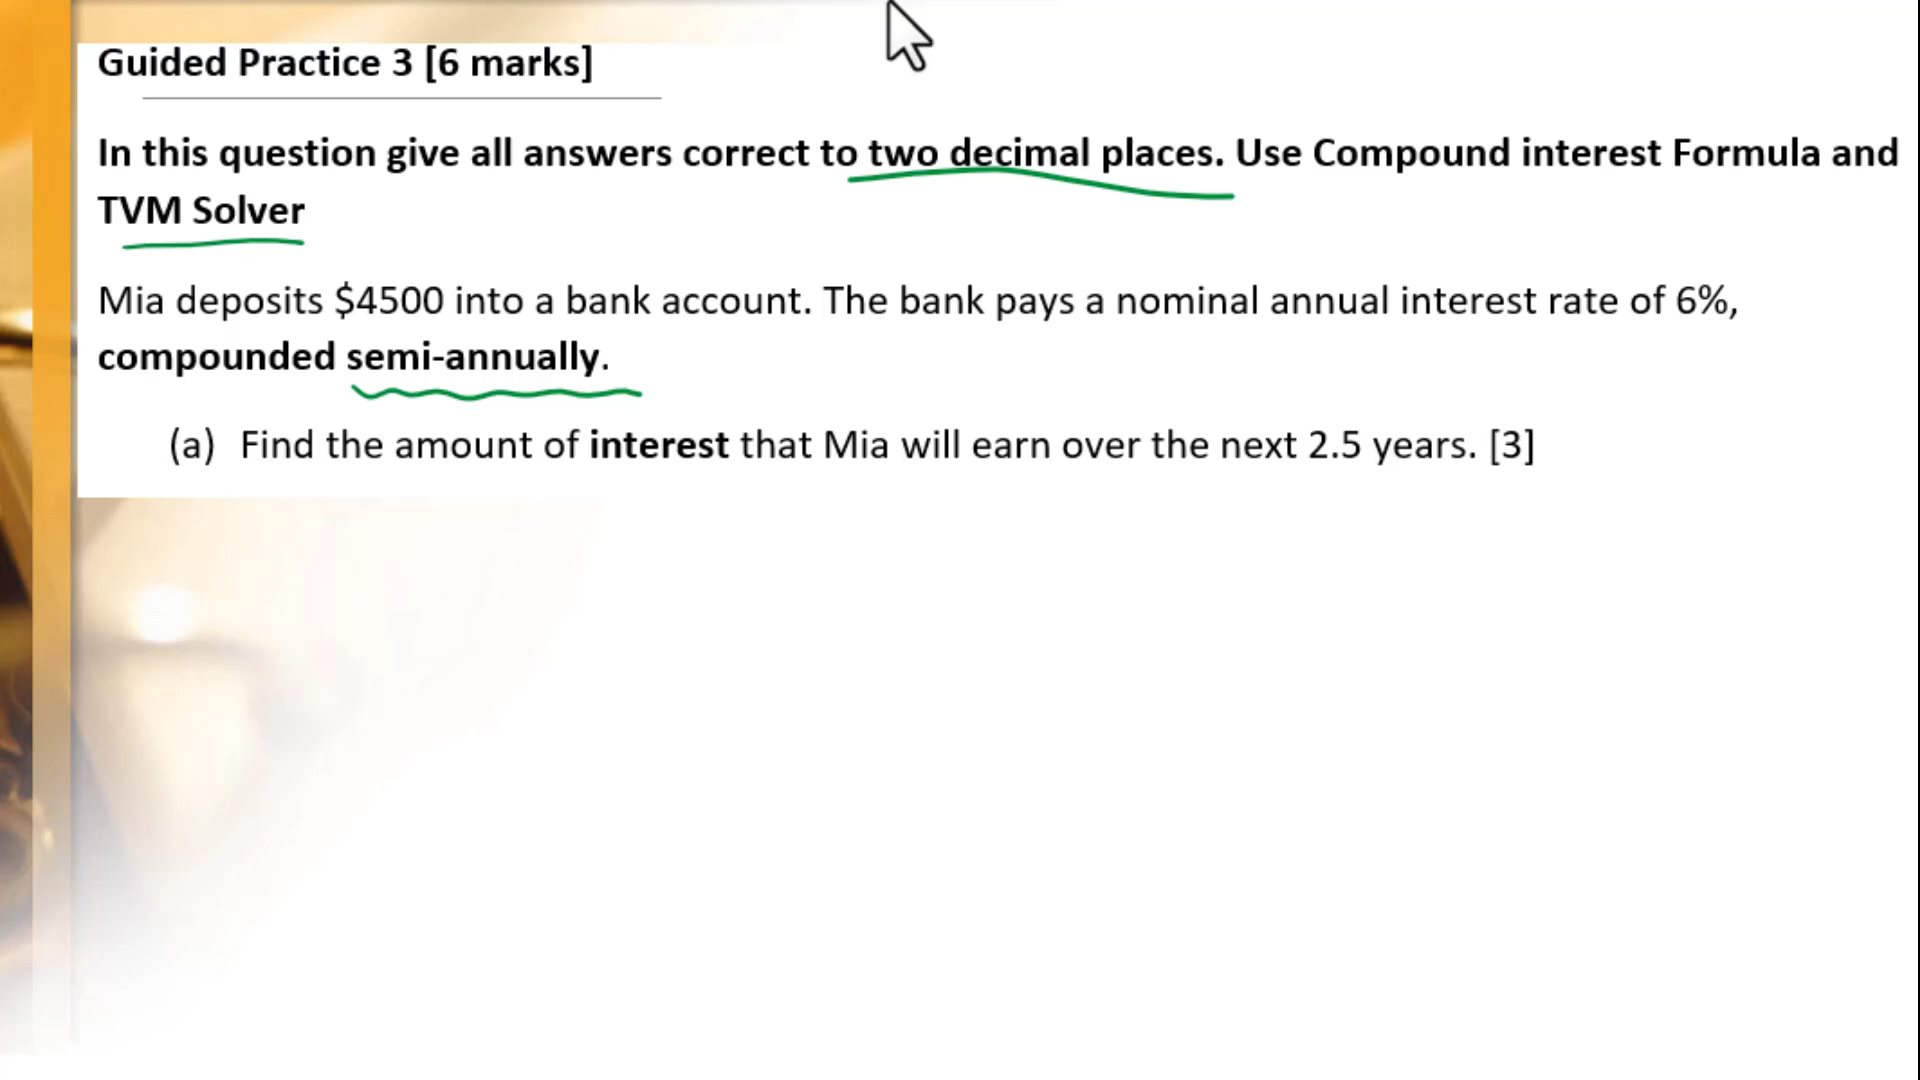 Guided Practice 3 [6 marks]
In this question give all answers correct to two decimal places. Use Compound interest Formula and
TVM Solver
Mia deposits $4500 into a bank account. The bank pays a nominal annual interest rate of 6%,
compounded semi-annually.
(a) Find the amount of interest that Mia will earn over the next 2.5 years. [3]